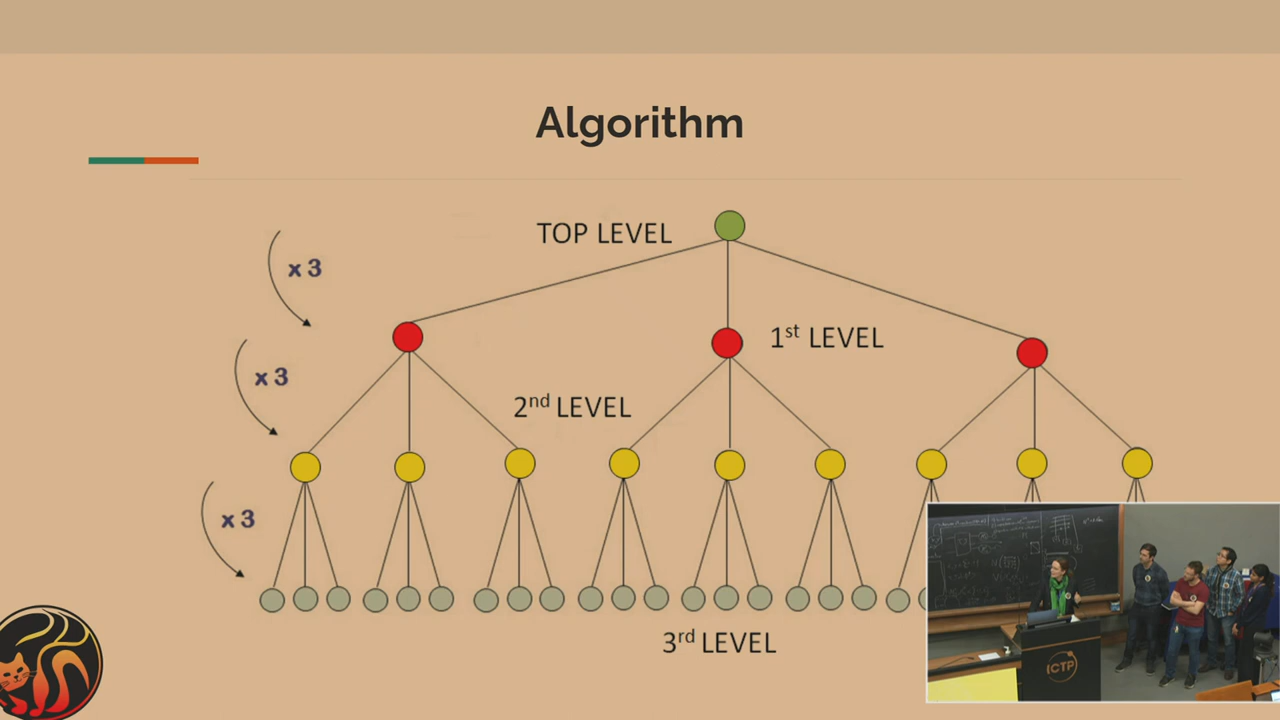 Algorithm
TOP LEVEL
x 3
1st LEVEL
x 3
2nd LEVEL
x 3
3rd LEVEL
ICTP